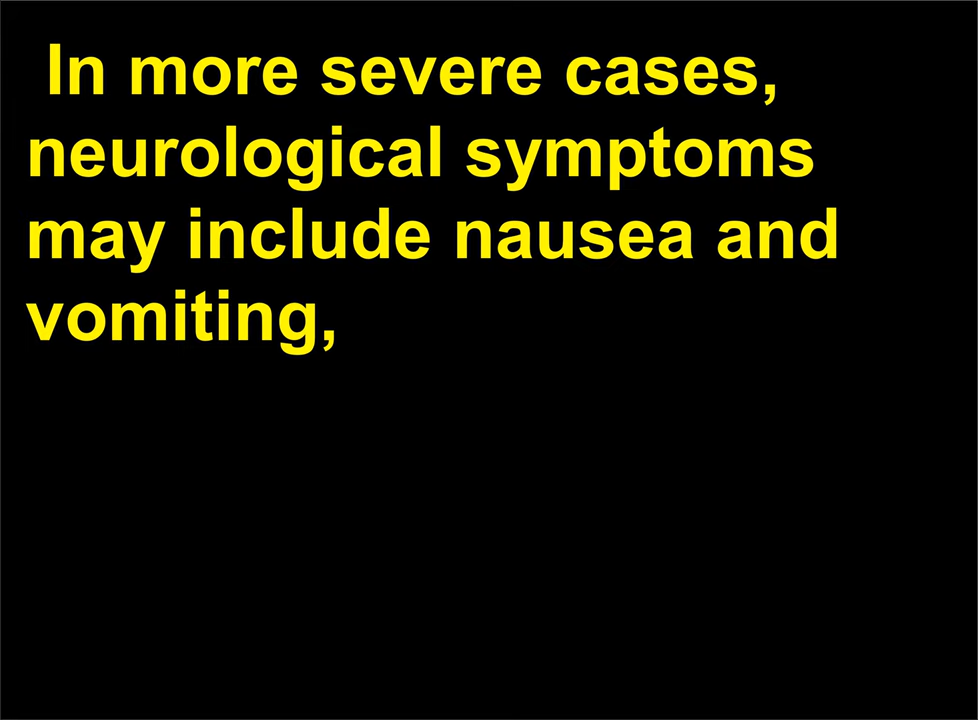 In more severe cases,
neurological symptoms
may include nausea and
vomiting,